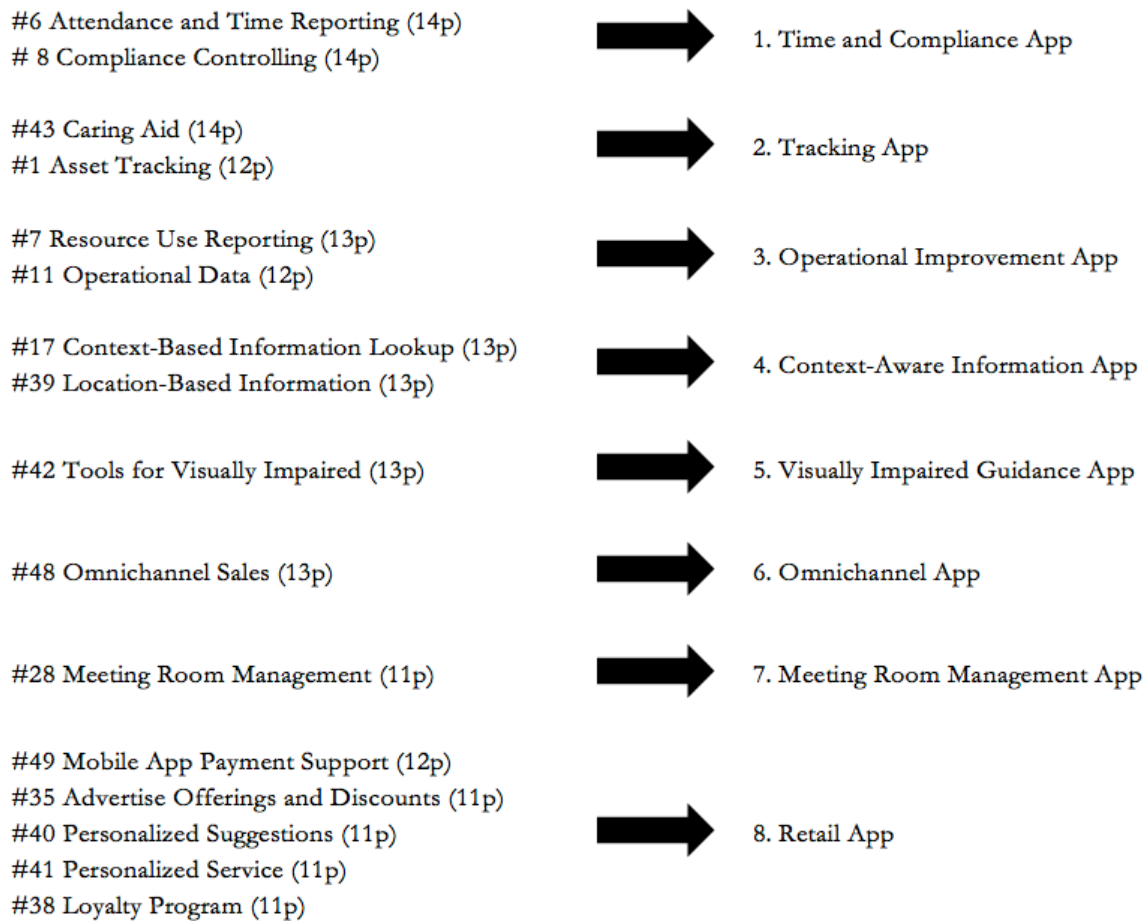 #6 Attendance and Time Reporting (14p)
# 8 Compliance Controlling (14p)
1. Time and Compliance App
#43 Caring Aid (14p)
#1 Asset Tracking (12p)
2. Tracking App
#7 Resource Use Reporting (13p)
#11 Operational Data (12p)
3. Operational Improvement App
#17 Context-Based Information Lookup (13p)
#39 Location-Based Information (13p)
4. Context-Aware Information App
#42 Tools for Visually Impaired (13p)
5. Visually Impaired Guidance App
#48 Omnichannel Sales (13p)
6. Omnichannel App
#28 Meeting Room Management (11p)
7. Meeting Room Management App
#49 Mobile App Payment Support (12p)
#35 Advertise Offerings and Discounts (11p)
#40 Personalized Suggestions (11p)
#41 Personalized Service (11p)
#38 Loyalty Program (11p)
8. Retail App